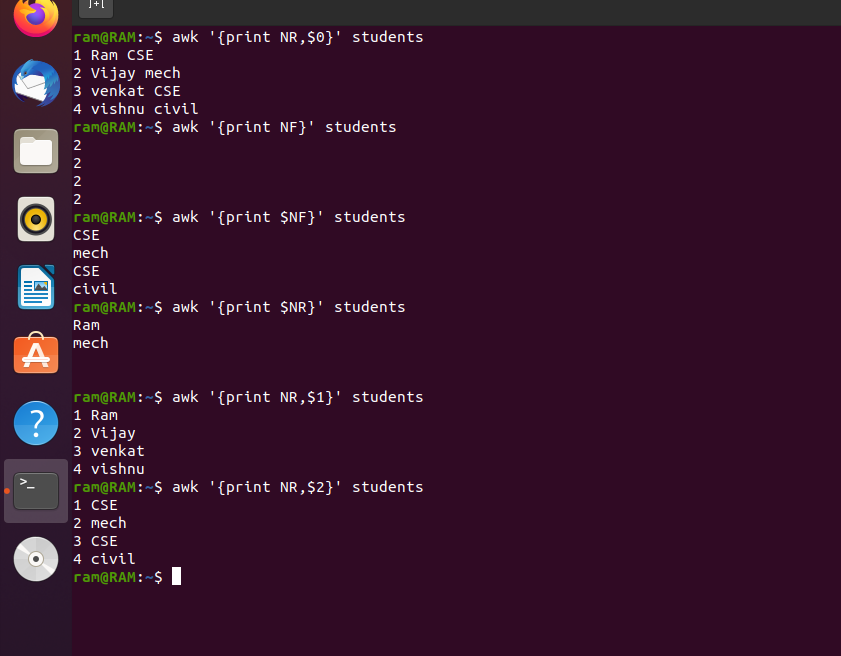 ram@RAM:~$ awk '{print NR,$0}' students
1 Ram CSE
2 Vijay mech
3 venkat CSE
4 vishnu civil
ram@RAM:~$ awk '{print NF}' students
2
2
2
2
ram@RAM:~$ awk '{print $NF}' students
CSE
mech
CSE
civil
ram@RAM:~$ awk '{print $NR}' students
Ram
mech
ram@RAM:~$ awk '{print NR,$1}' students
1 Ram
2 Vijay
3 venkat
4 vishnu
ram@RAM:~$ awk '{print NR,$2}' students
1 CSE
2 mech
3 CSE
4 civil
ram@RAM:~$